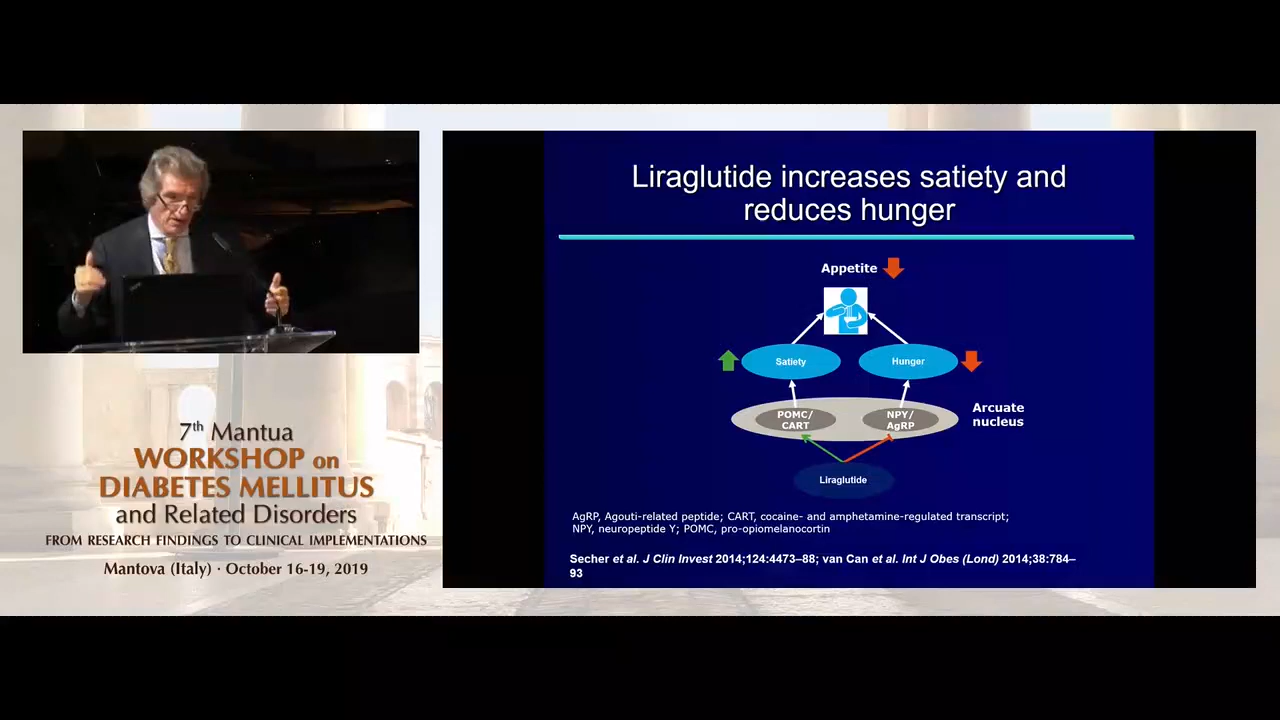 Liraglutide increases satiety and
reduces hunger
Appetite
Satiety
Hunger
POMC/
CART
NPY/
AgRP
Arcuate
nucleus
Liraglutide
AgRP, Agouti-related peptide; CART, cocaine- and amphetamine-regulated transcript;
NPY, neuropeptide Y; POMC, pro-opiomelanocortin
Secher et al. J Clin Invest 2014;124:4473–88; van Can et al. Int J Obes (Lond) 2014;38:784–
93
7th Mantua
WORKSHOP on
DIABETES MELLITUS
and Related Disorders
FROM RESEARCH FINDINGS TO CLINICAL IMPLEMENTATIONS
Mantova (Italy) · October 16-19, 2019